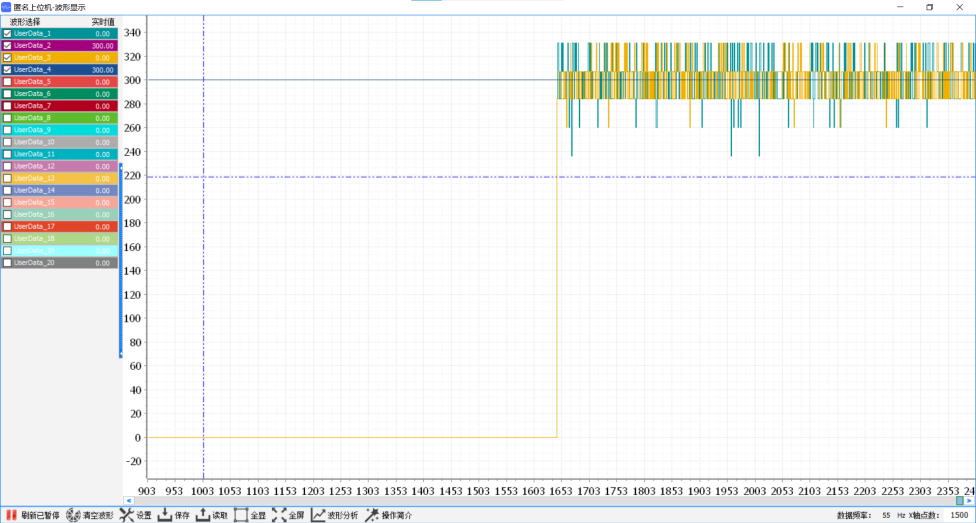 匿名上位机-波形显示
波形选择 实时值
UserData_1 0.00
UserData_2 300.00
UserData_3 0.00
UserData_4 300.00
UserData_5 0.00
UserData_6 0.00
UserData_7 0.00
UserData_8 0.00
UserData_9 0.00
UserData_10 0.00
UserData_11 0.00
UserData_12 0.00
UserData_13 0.00
UserData_14 0.00
UserData_15 0.00
UserData_16 0.00
UserData_17 0.00
UserData_18 0.00
0.00
UserData_20 0.00
340
320
300
280
260
240
220
200
180
160
140
120
100
80
60
40
20
0
-20
903 953 1003 1053 1103 1153 1203 1253 1303 1353 1403 1453 1503 1553 1603 1653 1703 1753 1803 1853 1903 1953 2003 2053 2103 2153 2203 2253 2303 2353 24
刷新已暂停 清空波形 设置 保存 读取 全显 全屏 波形分析 操作简介 数据频率: 55 Hz X轴点数: 1500